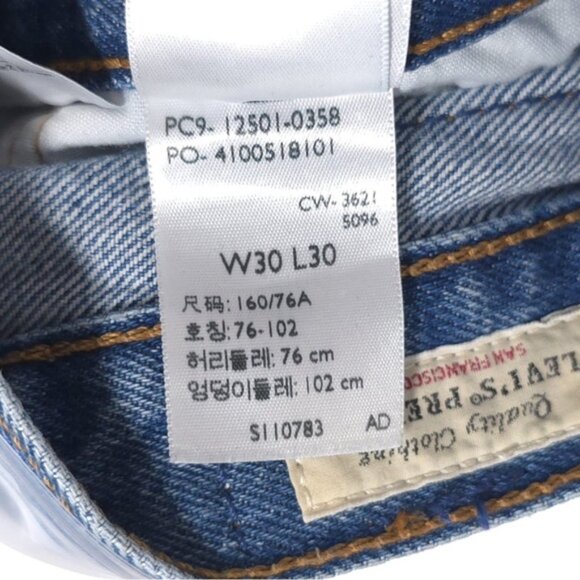 PC9- 12501-0358
PO- 4100518101
CW- 3621
5096
W30 L30
尺码: 160/76A
호칭: 76-102
허리둘레: 76 cm
엉덩이둘레: 102 cm
S110783 AD
SAN FRANCISCO
LEVI'S® PRE
Quality Clothing